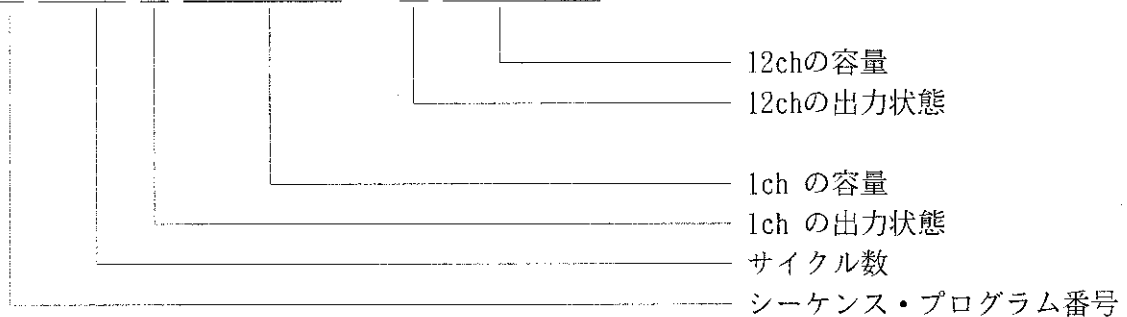 12chの容量
12chの出力状態
1ch の容量
1ch の出力状態
サイクル数
シーケンス・プログラム番号